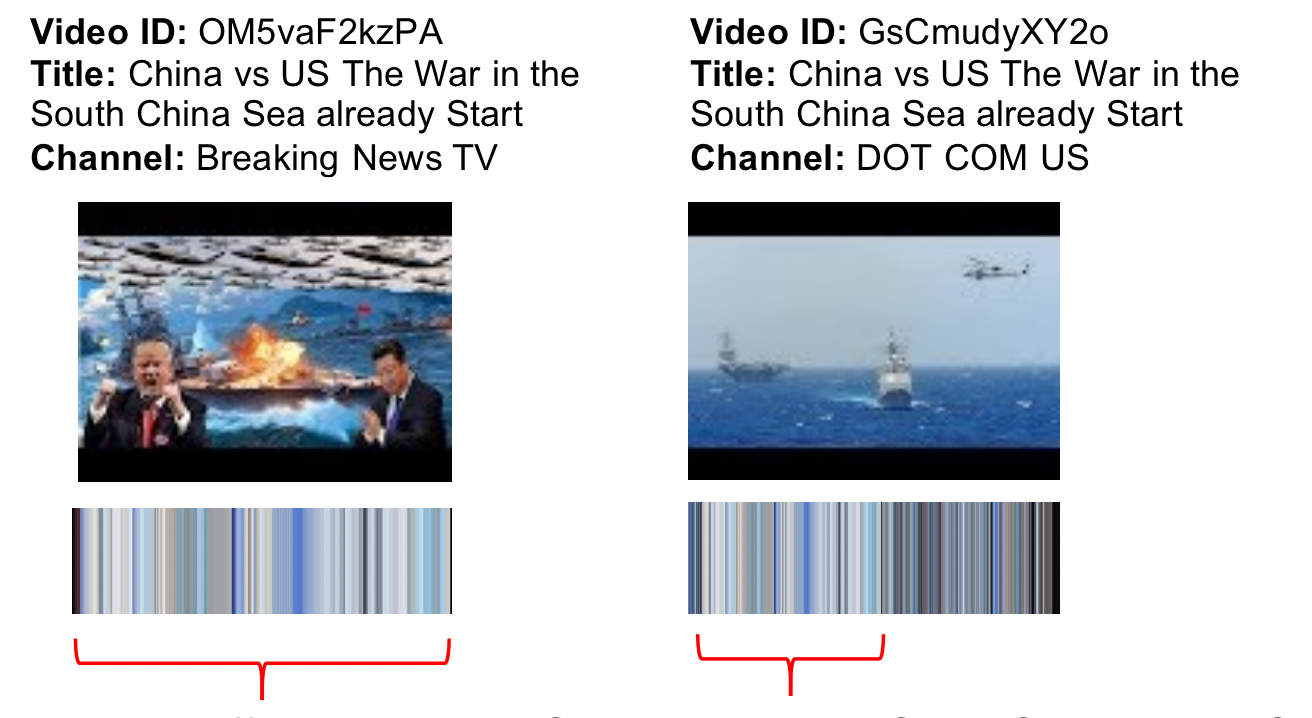 Video ID: OM5vaF2kzPA
Title: China vs US The War in the
South China Sea already Start
Channel: Breaking News TV
Video ID: GsCmudyXY2o
Title: China vs US The War in the
South China Sea already Start
Channel: DOT COM US